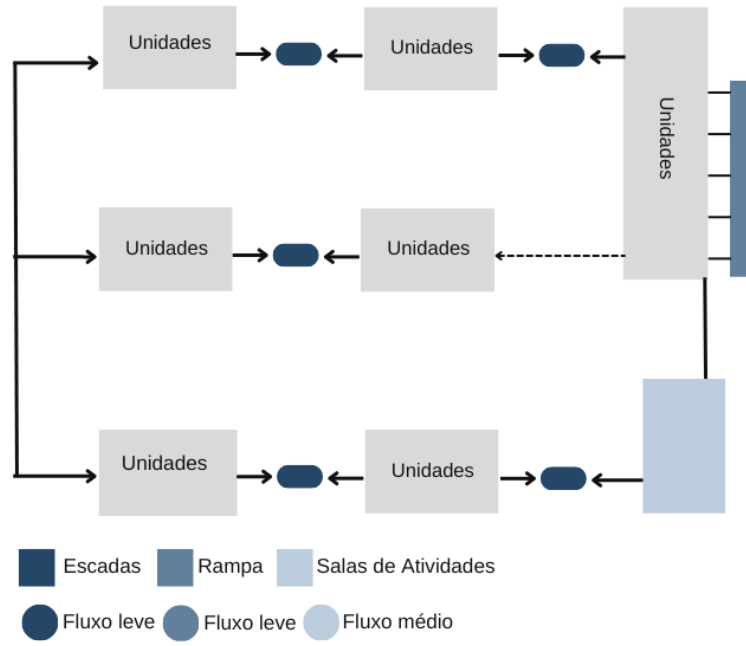 Unidades
Unidades
Unidades
Unidades
Unidades
Unidades
Unidades
Escadas
Rampa
Salas de Atividades
Fluxo leve
Fluxo leve
Fluxo médio